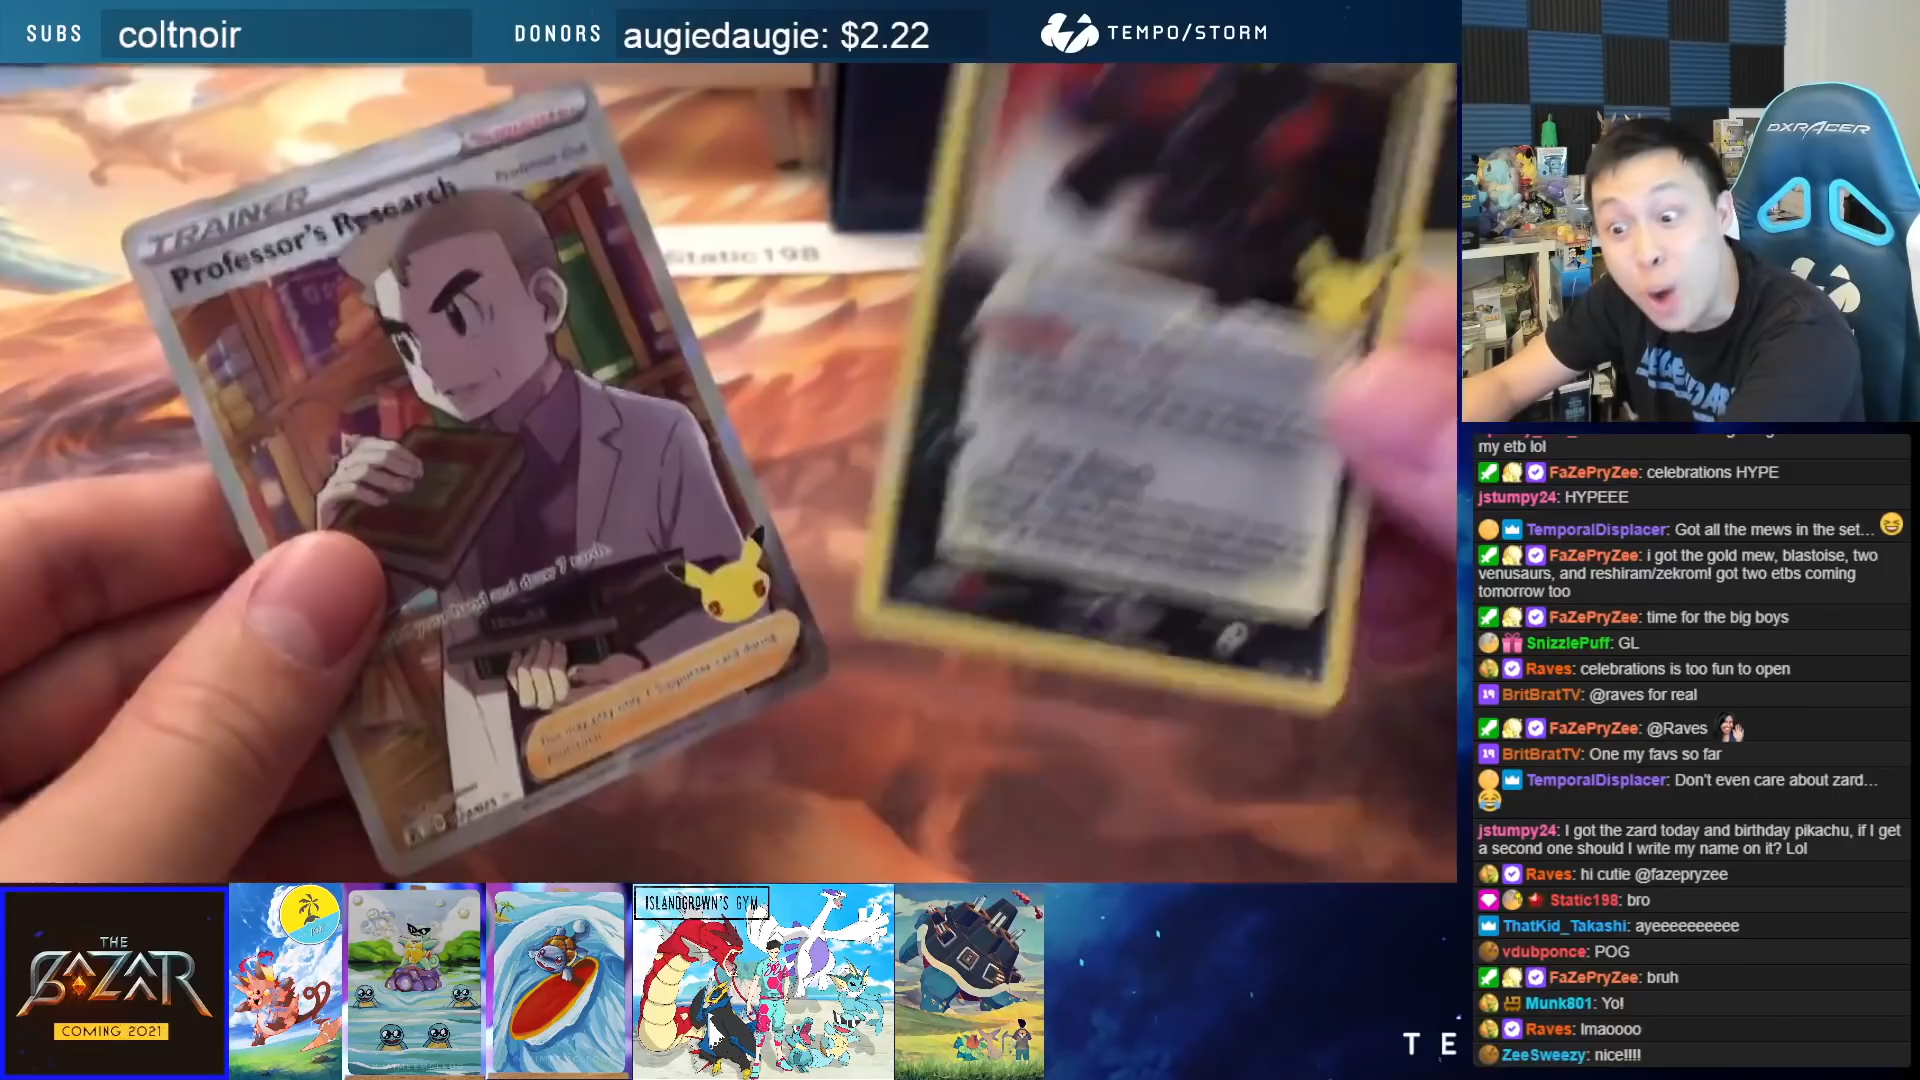 SUBS
coltnoir
DONORS
augiedaugie: $2.22
TEMPO/STORM
TRAINER
Professor's Research
Static198
DXRACER
my etb lol
FaZePryZee: celebrations HYPE
jstumpy24: HYPEEE
TemporalDisplacer: Got all the mews in the set...
FaZePryZee: i got the gold mew, blastoise, two
venusaurs, and reshiram/zekrom! got two etbs coming
tomorrow too
FaZePryZee: time for the big boys
SnizzlePuff: GL
Raves: celebrations is too fun to open
19 BritBratTV: @raves for real
FaZePryZee: @Raves
19 BritBratTV: One my favs so far
TemporalDisplacer: Don't even care about zard...
jstumpy24: I got the zard today and birthday pikachu, if I get
a second one should I write my name on it? Lol
Raves: hi cutie @fazepryzee
Static198: bro
ThatKid_Takashi: ayeeeeeeeeee
vdubponce: POG
FaZePryZee: bruh
Munk801: Yo!
Raves: lmaoooo
ZeeSweezy: nice!!!!
THE
BAZAAR
COMING 2021
ISLANDGROWN'S GYM
TE